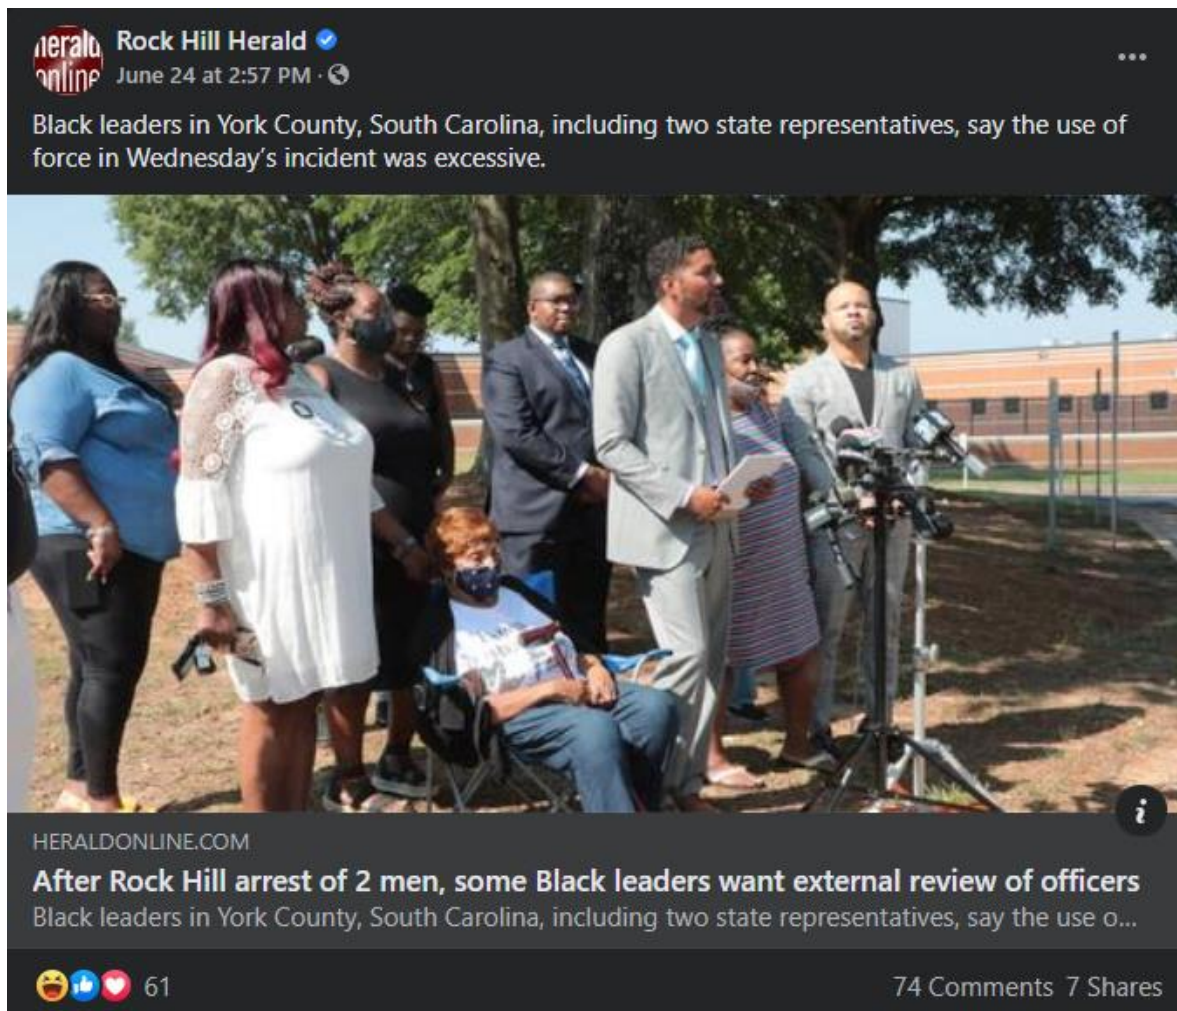 herald
online
Rock Hill Herald
June 24 at 2:57 PM ·
Black leaders in York County, South Carolina, including two state representatives, say the use of
force in Wednesday's incident was excessive.
i
HERALDONLINE.COM
After Rock Hill arrest of 2 men, some Black leaders want external review of officers
Black leaders in York County, South Carolina, including two state representatives, say the use o...
61
74 Comments 7 Shares